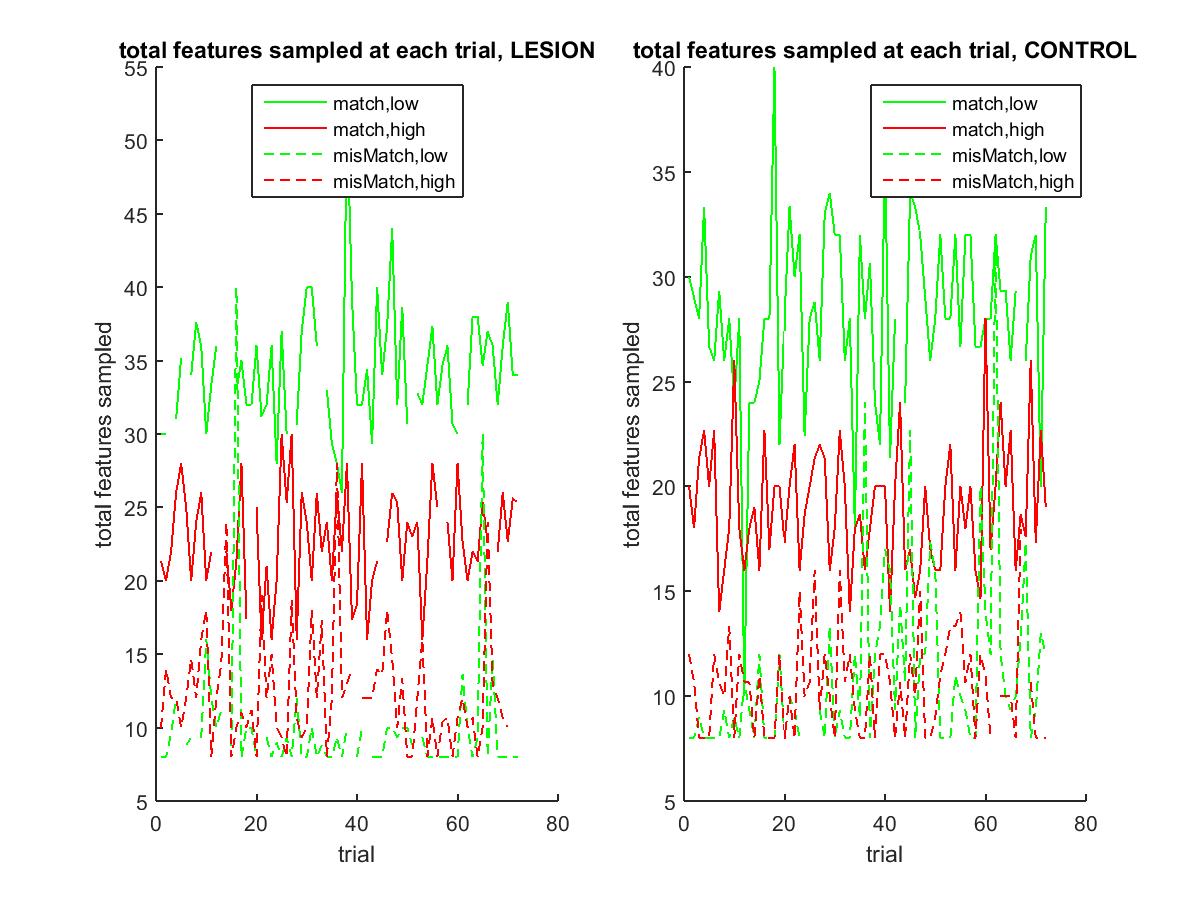 total features sampled at each trial, LESION
55
50
45
40
35
30
25
20
15
10
5
0
20
40
60
80
trial
total features sampled
match,low
match,high
misMatch,low
misMatch,high
total features sampled at each trial, CONTROL
40
35
30
25
20
15
10
5
0
20
40
60
80
trial
total features sampled
match,low
match,high
misMatch,low
misMatch,high